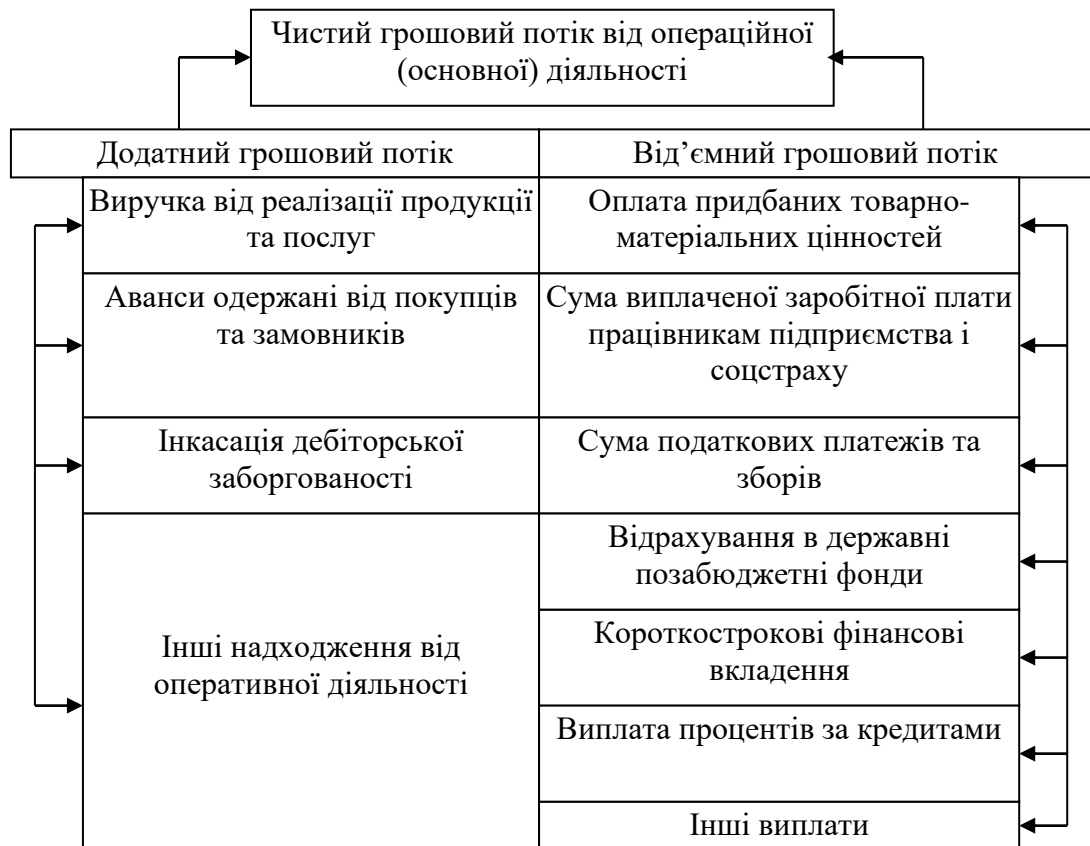 Чистий грошовий потік від операційної
(основної) діяльності
Додатний грошовий потік
Від’ємний грошовий потік
Виручка від реалізації продукції
та послуг
Оплата придбаних товарно-
матеріальних цінностей
Аванси одержані від покупців
та замовників
Сума виплаченої заробітної плати
працівникам підприємства і
соцстраху
Інкасація дебіторської
заборгованості
Сума податкових платежів та
зборів
Інші надходження від
оперативної діяльності
Відрахування в державні
позабюджетні фонди
Короткострокові фінансові
вкладення
Виплата процентів за кредитами
Інші виплати